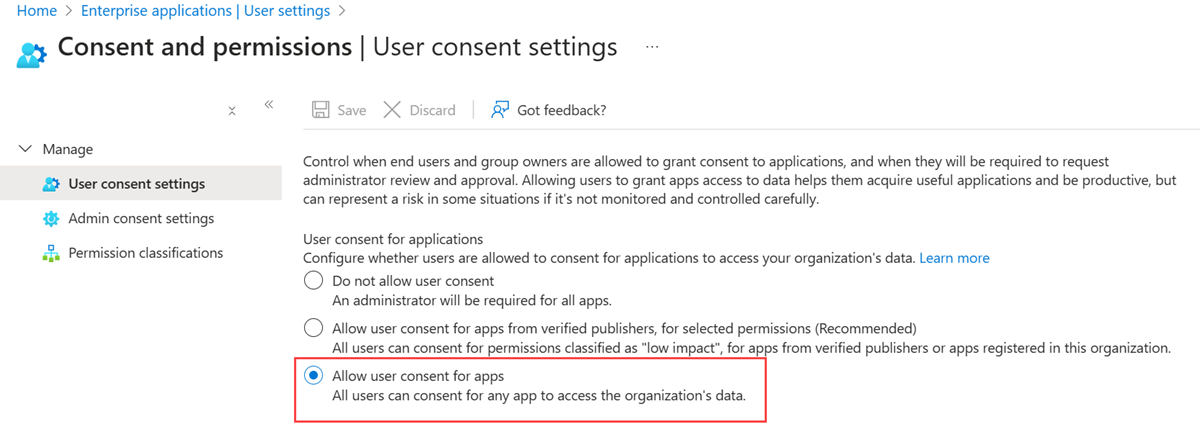 Home > Enterprise applications | User settings >
Consent and permissions | User consent settings ...
Save Discard | Got feedback?
Manage
User consent settings
Admin consent settings
Permission classifications
Control when end users and group owners are allowed to grant consent to applications, and when they will be required to request
administrator review and approval. Allowing users to grant apps access to data helps them acquire useful applications and be productive, but
can represent a risk in some situations if it's not monitored and controlled carefully.
User consent for applications
Configure whether users are allowed to consent for applications to access your organization's data. Learn more
Do not allow user consent
An administrator will be required for all apps.
Allow user consent for apps from verified publishers, for selected permissions (Recommended)
All users can consent for permissions classified as "low impact", for apps from verified publishers or apps registered in this organization.
Allow user consent for apps
All users can consent for any app to access the organization's data.